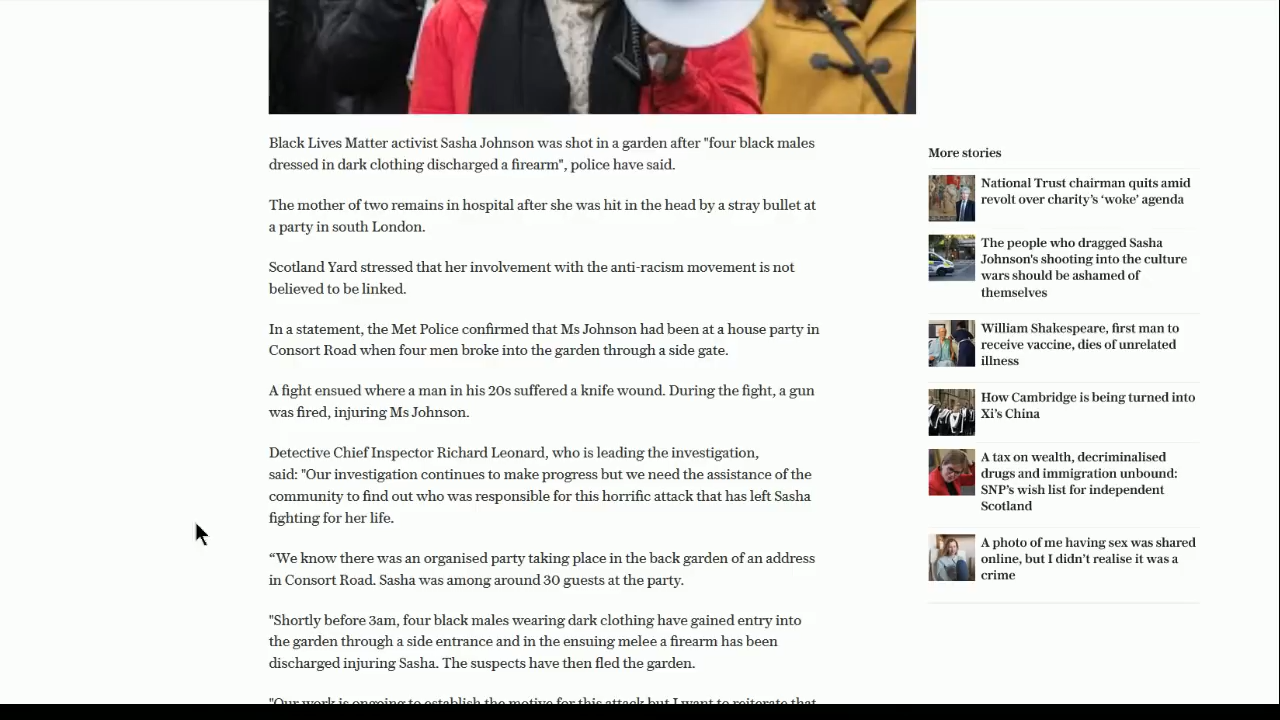 Black Lives Matter activist Sasha Johnson was shot in a garden after "four black males
dressed in dark clothing discharged a firearm", police have said.
The mother of two remains in hospital after she was hit in the head by a stray bullet at
a party in south London.
Scotland Yard stressed that her involvement with the anti-racism movement is not
believed to be linked.
In a statement, the Met Police confirmed that Ms Johnson had been at a house party in
Consort Road when four men broke into the garden through a side gate.
A fight ensued where a man in his 20s suffered a knife wound. During the fight, a gun
was fired, injuring Ms Johnson.
Detective Chief Inspector Richard Leonard, who is leading the investigation,
said: "Our investigation continues to make progress but we need the assistance of the
community to find out who was responsible for this horrific attack that has left Sasha
fighting for her life.
“We know there was an organised party taking place in the back garden of an address
in Consort Road. Sasha was among around 30 guests at the party.
"Shortly before 3am, four black males wearing dark clothing have gained entry into
the garden through a side entrance and in the ensuing melee a firearm has been
discharged injuring Sasha. The suspects have then fled the garden.
"Our work is ongoing to establish the motive for this attack but I want to reiterate that
More stories
National Trust chairman quits amid
revolt over charity’s ‘woke’ agenda
The people who dragged Sasha
Johnson's shooting into the culture
wars should be ashamed of
themselves
William Shakespeare, first man to
receive vaccine, dies of unrelated
illness
How Cambridge is being turned into
Xi’s China
A tax on wealth, decriminalised
drugs and immigration unbound:
SNP’s wish list for independent
Scotland
A photo of me having sex was shared
online, but I didn’t realise it was a
crime